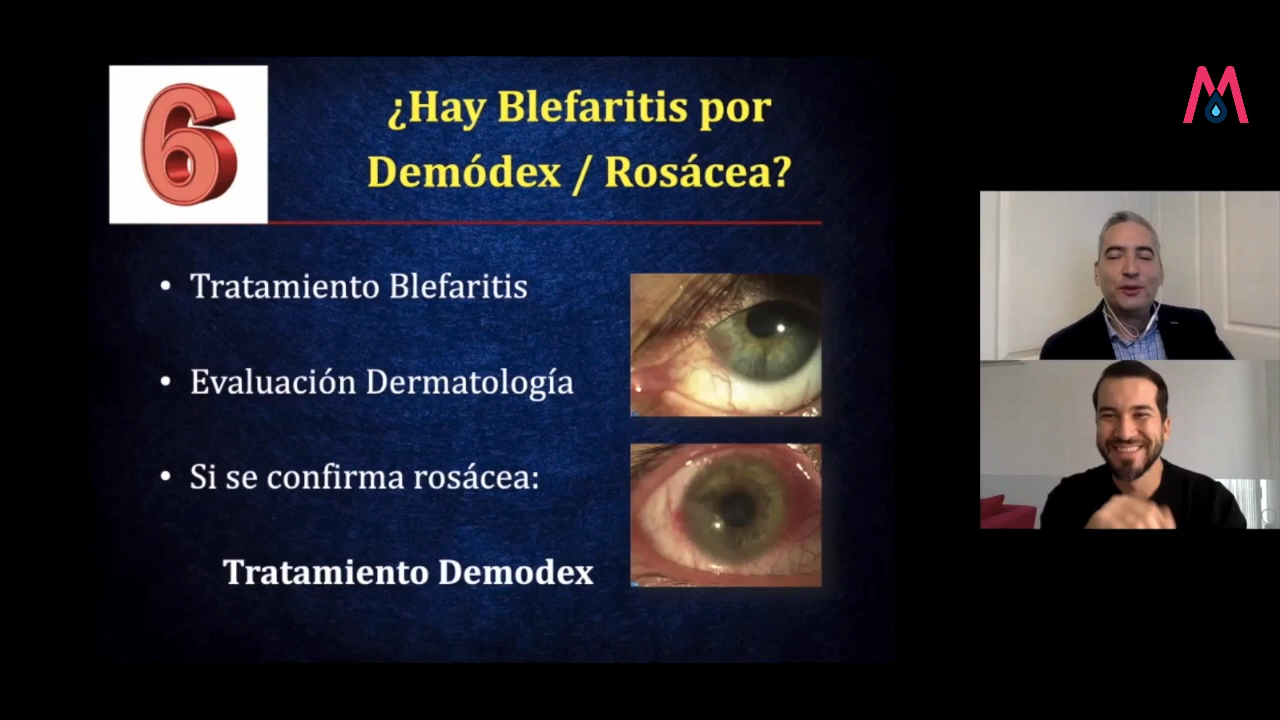 6
¿Hay Blefaritis por
Demódex / Rosácea?
• Tratamiento Blefaritis
• Evaluación Dermatología
• Si se confirma rosácea:
Tratamiento Demodex
M